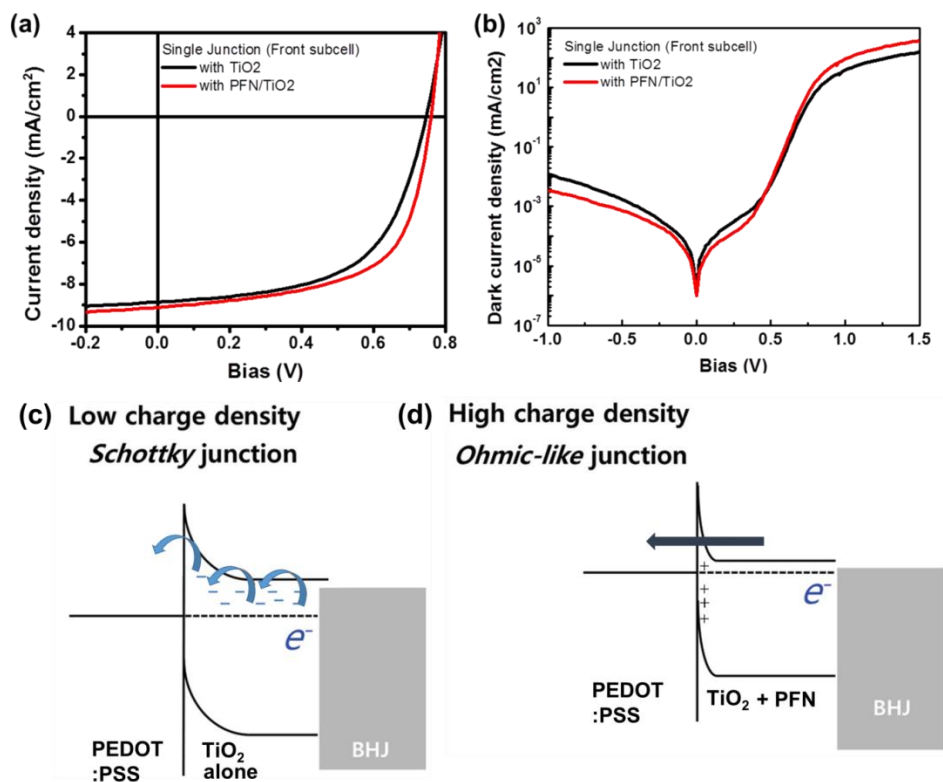 (a)
Single Junction (Front subcell)
with TiO2
with PFN/TiO2
Current density (mA/cm²)
4
2
0
-2
-4
-6
-8
-10
-0.2 0.0 0.2 0.4 0.6 0.8
Bias (V)
(b)
Single Junction (Front subcell)
with TiO2
with PFN/TiO2
Dark current density (mA/cm2)
10³
10¹
10⁻¹
10⁻³
10⁻⁵
10⁻⁷
-1.0 -0.5 0.0 0.5 1.0 1.5
Bias (V)
(c) Low charge density
Schottky junction
e⁻
PEDOT
:PSS
TiO₂
alone
BHJ
(d) High charge density
Ohmic-like junction
e⁻
PEDOT
:PSS
TiO₂ + PFN
BHJ